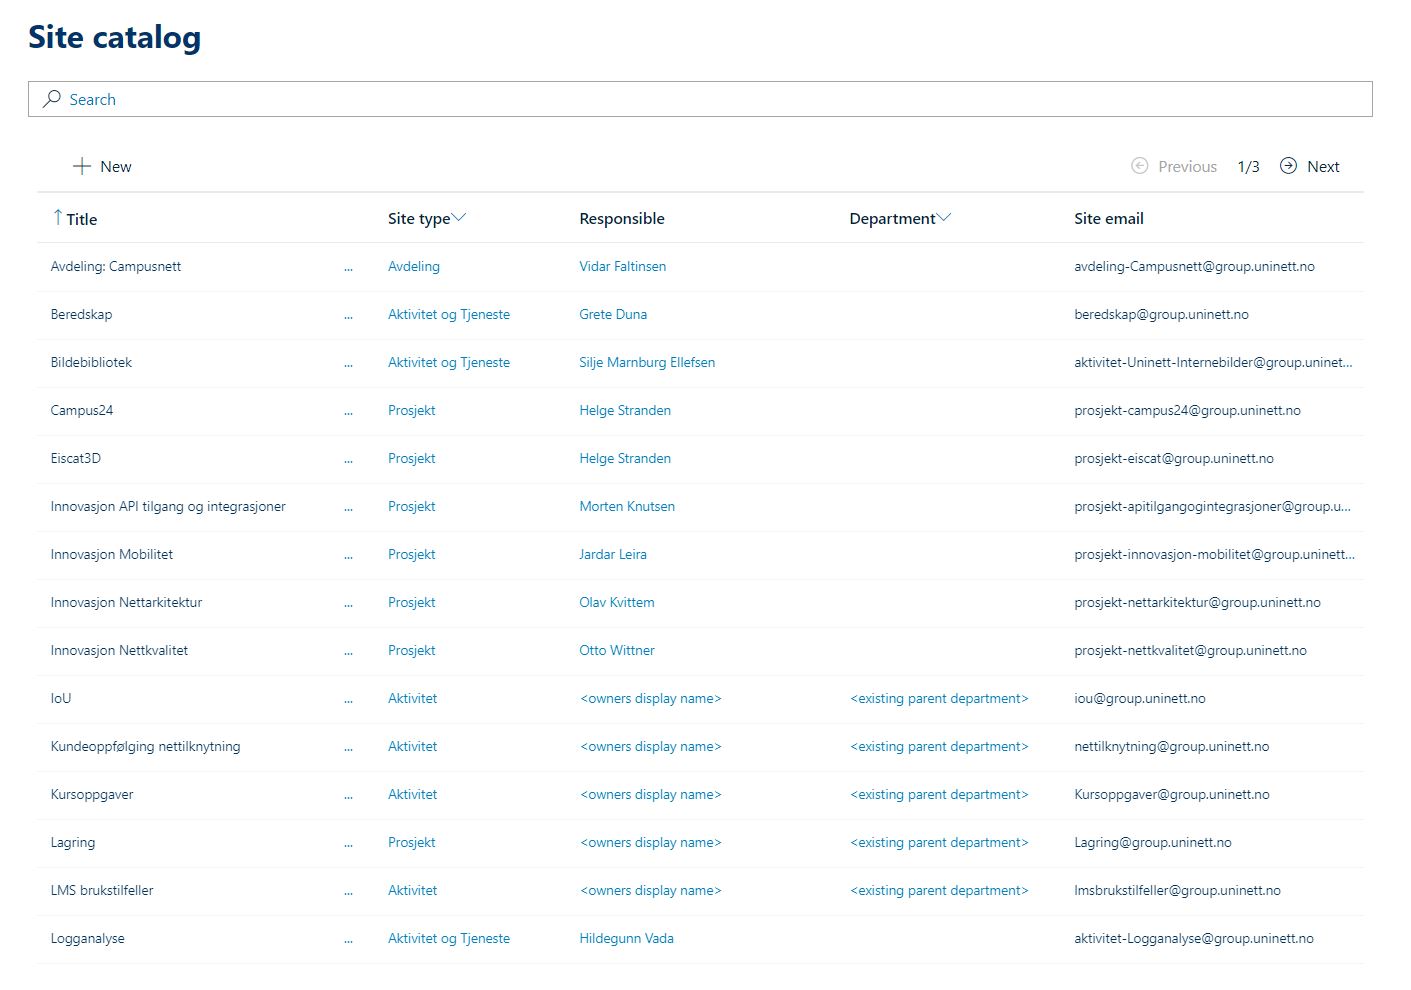 Site catalog
Search
New Previous 1/3 Next
Title Site type Responsible Department Site email
Avdeling: Campusnett ... Avdeling Vidar Faltinsen avdeling-Campusnett@group.uninett.no
Beredskap ... Aktivitet og Tjeneste Grete Duna beredskap@group.uninett.no
Bildebibliotek ... Aktivitet og Tjeneste Silje Marnburg Ellefsen aktivitet-Uninett-Internebilder@group.uninet...
Campus24 ... Prosjekt Helge Stranden prosjekt-campus24@group.uninett.no
Eiscat3D ... Prosjekt Helge Stranden prosjekt-eiscat@group.uninett.no
Innovasjon API tilgang og integrasjoner ... Prosjekt Morten Knutsen prosjekt-apitilgangogintegrasjoner@group.u...
Innovasjon Mobilitet ... Prosjekt Jardar Leira prosjekt-innovasjon-mobilitet@group.uninett...
Innovasjon Nettarkitektur ... Prosjekt Olav Kvittem prosjekt-nettarkitektur@group.uninett.no
Innovasjon Nettkvalitet ... Prosjekt Otto Wittner prosjekt-nettkvalitet@group.uninett.no
IoU ... Aktivitet <owners display name> <existing parent department> iou@group.uninett.no
Kundeoppfølging nettilknytning ... Aktivitet <owners display name> <existing parent department> nettilknytning@group.uninett.no
Kursoppgaver ... Aktivitet <owners display name> <existing parent department> Kursoppgaver@group.uninett.no
Lagring ... Prosjekt <owners display name> <existing parent department> Lagring@group.uninett.no
LMS brukstilfeller ... Aktivitet <owners display name> <existing parent department> lmsbrukstilfeller@group.uninett.no
Logganalyse ... Aktivitet og Tjeneste Hildegunn Vada aktivitet-Logganalyse@group.uninett.no